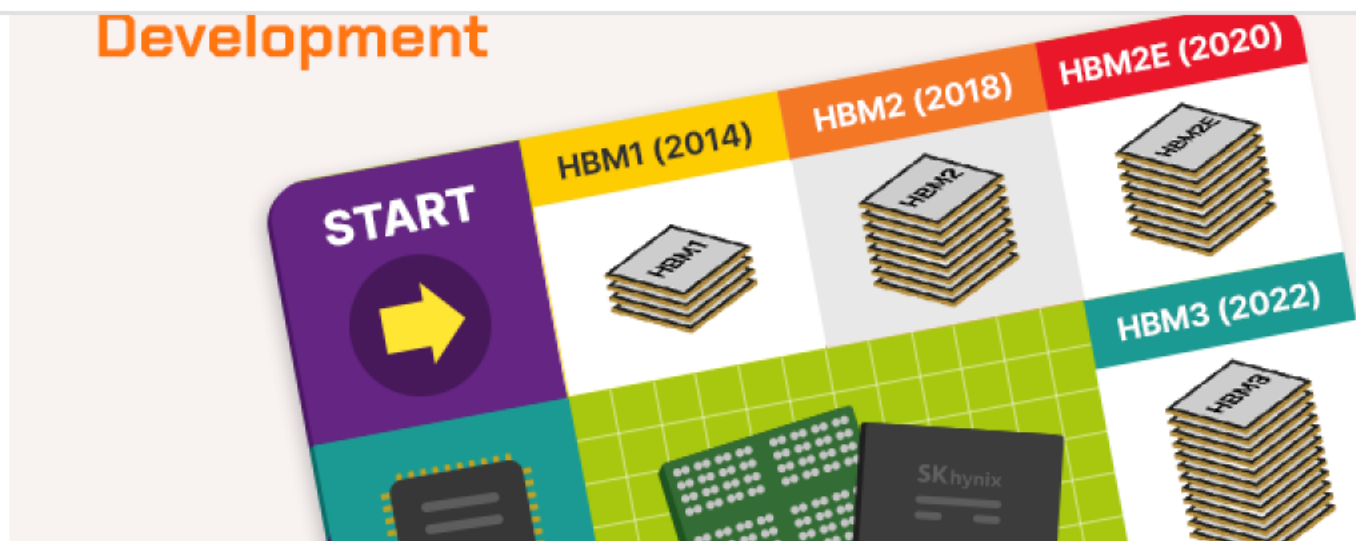 Development
START
HBM1 (2014)
HBM2 (2018)
HBM2E (2020)
HBM1
HBM2
HBM2E
HBM3 (2022)
HBM3
SK hynix